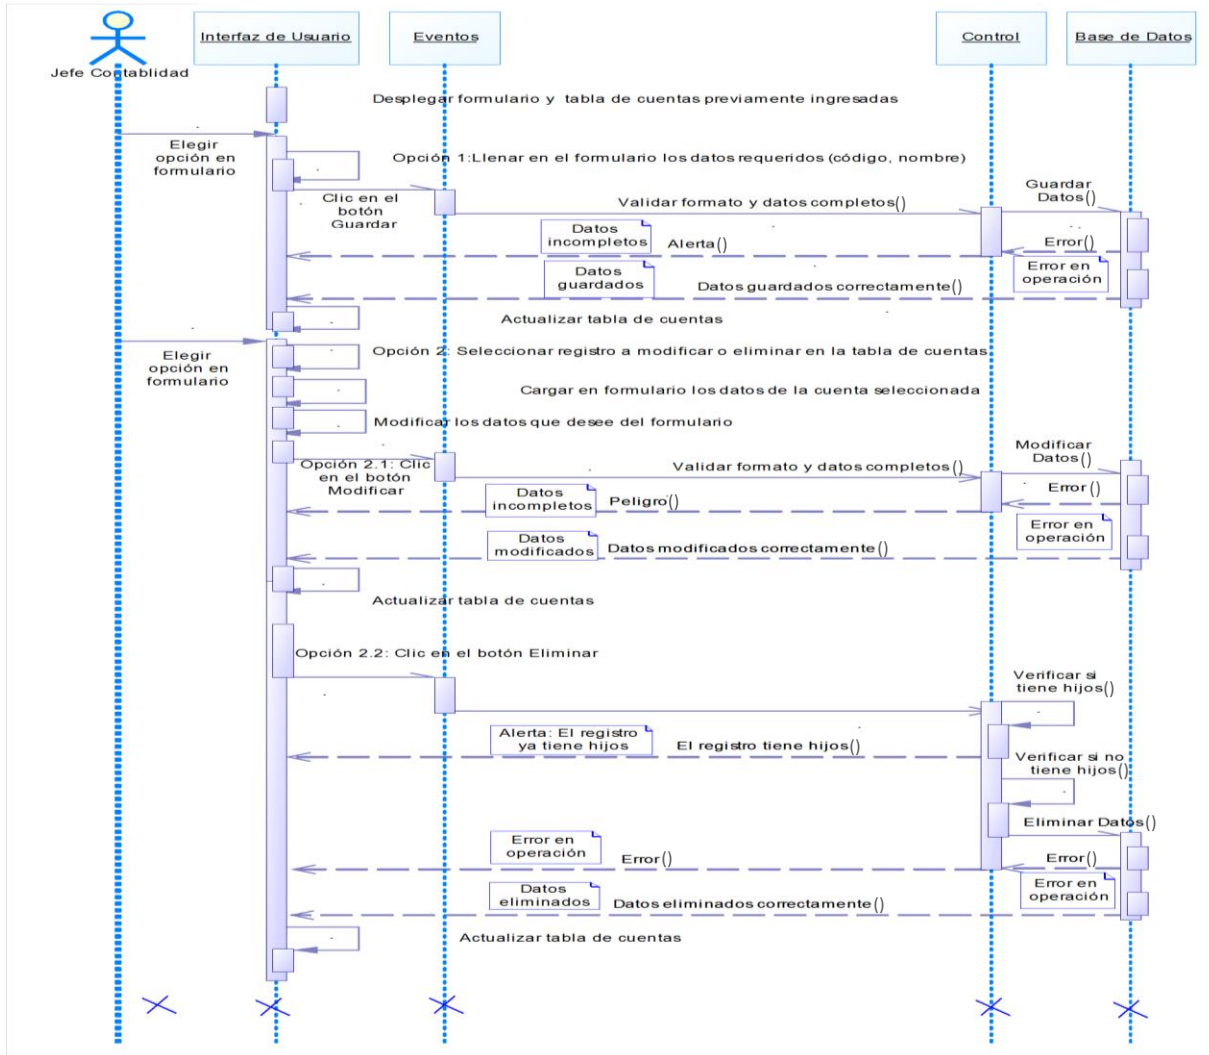 Interfaz de Usuario
Eventos
Control
Base de Datos
Jefe Contablidad
Desplegar formulario y tabla de cuentas previamente ingresadas
Elegir
opción en
formulario
Opción 1:Llenar en el formulario los datos requeridos (código, nombre)
Clic en el
botón
Guardar
Validar formato y datos completos()
Guardar
Datos()
Datos
incompletos
Alerta()
Error()
Error en
operación
Datos
guardados
Datos guardados correctamente()
Actualizar tabla de cuentas
Elegir
opción en
formulario
Opción 2: Seleccionar registro a modificar o eliminar en la tabla de cuentas
Cargar en formulario los datos de la cuenta seleccionada
Modificar los datos que desee del formulario
Opción 2.1: Clic
en el botón
Modificar
Validar formato y datos completos()
Modificar
Datos()
Datos
incompletos
Peligro()
Error()
Error en
operación
Datos
modificados
Datos modificados correctamente()
Actualizar tabla de cuentas
Opción 2.2: Clic en el botón Eliminar
Verificar si
tiene hijos()
Alerta: El registro
ya tiene hijos
El registro tiene hijos()
Verificar si no
tiene hijos()
Eliminar Datos()
Error en
operación
Error()
Error()
Error en
operación
Datos
eliminados
Datos eliminados correctamente()
Actualizar tabla de cuentas